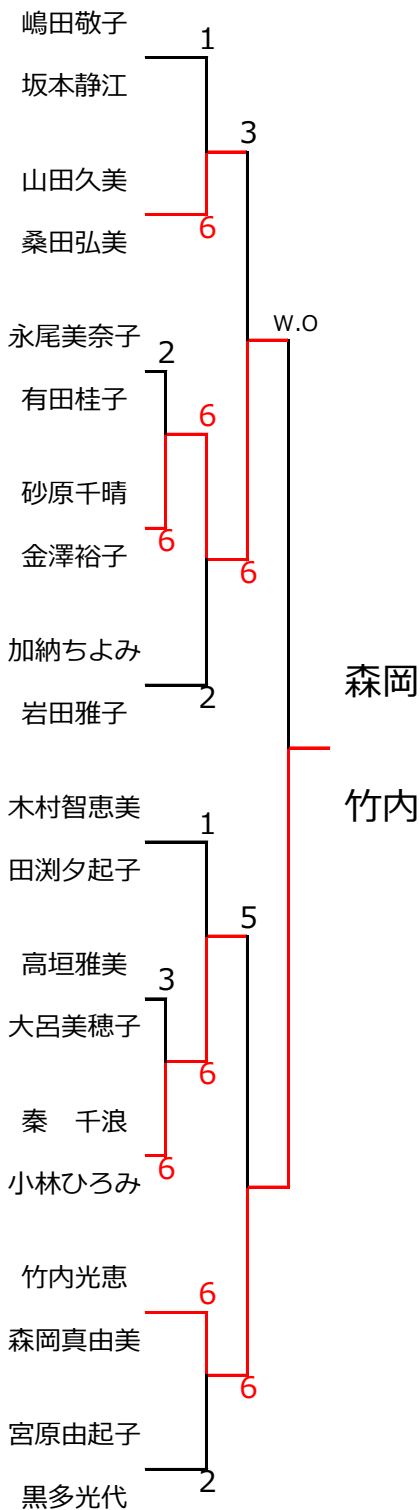 嶋田敬子
1
坂本静江
3
山田久美
6
桑田弘美
W.O
永尾美奈子
2
有田桂子
6
砂原千晴
6
金澤裕子
6
加納ちよみ
2
岩田雅子
森岡
竹内
木村智恵美
1
田渕夕起子
5
高垣雅美
3
大呂美穂子
6
秦　千浪
6
小林ひろみ
竹内光恵
6
森岡真由美
6
宮原由起子
2
黒多光代